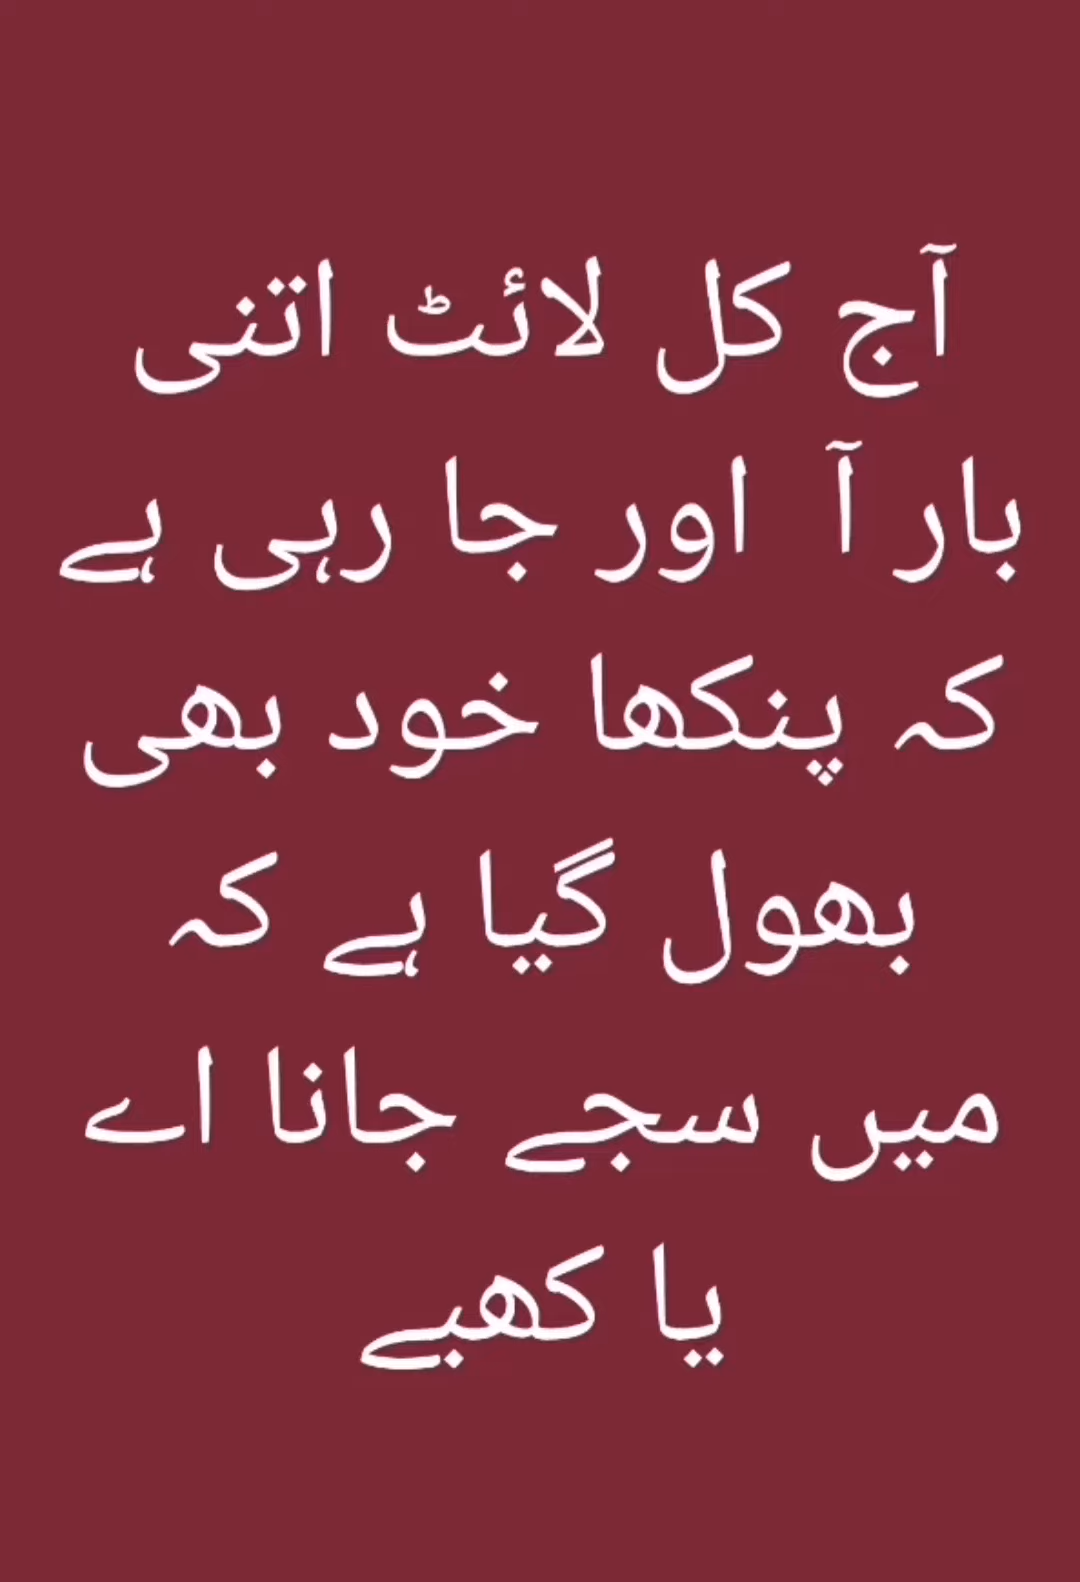 آج کل لائٹ اتنی
بار آ اور جا رہی ہے
کہ پنکھا خود بھی
بھول گیا ہے کہ
میں سجے جانا اے
یا کھبے